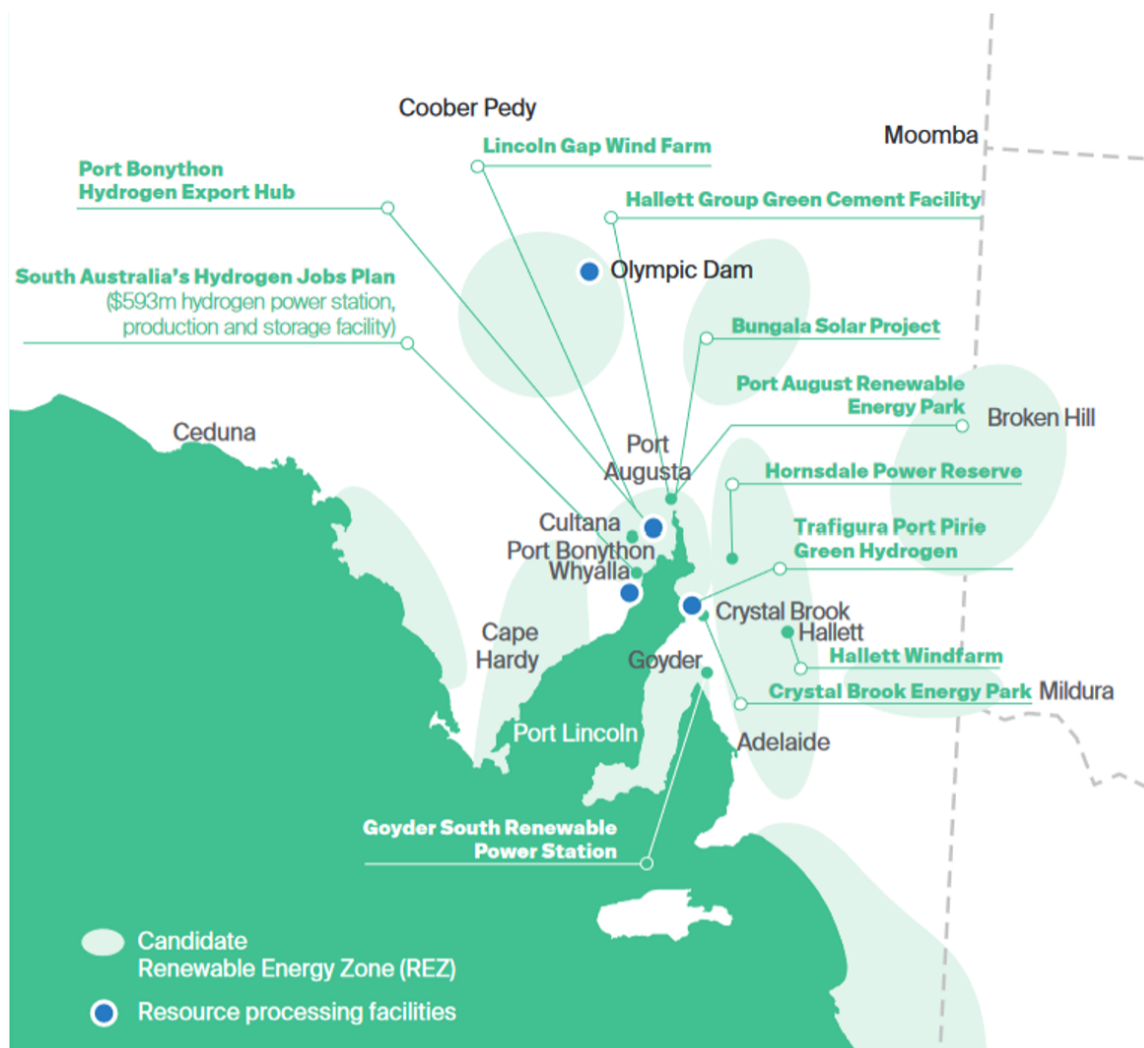 Coober Pedy
Moomba
Lincoln Gap Wind Farm
Port Bonython
Hydrogen Export Hub
Hallett Group Green Cement Facility
South Australia's Hydrogen Jobs Plan
($593m hydrogen power station,
production and storage facility)
Olympic Dam
Bungala Solar Project
Port August Renewable
Energy Park
Broken Hill
Ceduna
Port
Augusta
Hornsdale Power Reserve
Cultana
Trafigura Port Pirie
Green Hydrogen
Port Bonython
Whyalla
Crystal Brook
Hallett
Cape
Hardy
Goyder
Hallett Windfarm
Crystal Brook Energy Park
Mildura
Port Lincoln
Adelaide
Goyder South Renewable
Power Station
Candidate
Renewable Energy Zone (REZ)
Resource processing facilities